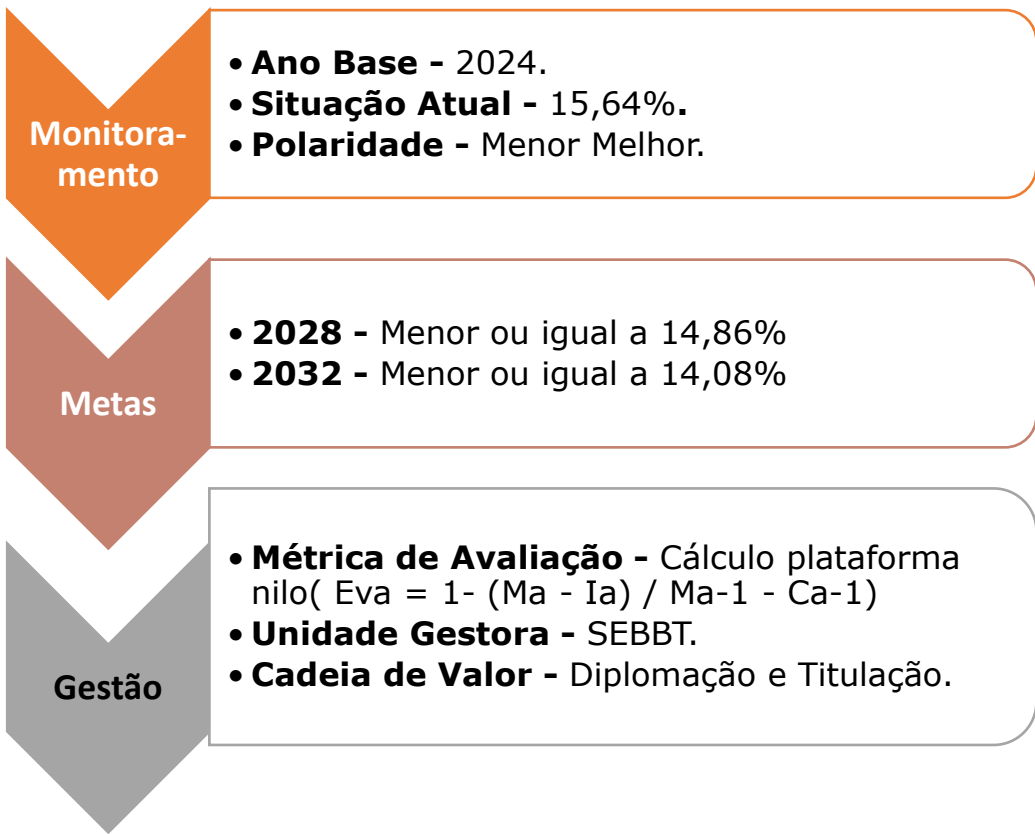 Monitora-
mento
• Ano Base - 2024.
• Situação Atual - 15,64%.
• Polaridade - Menor Melhor.
Metas
• 2028 - Menor ou igual a 14,86%
• 2032 - Menor ou igual a 14,08%
Gestão
• Métrica de Avaliação - Cálculo plataforma
nilo( Eva = 1- (Ma - Ia) / Ma-1 - Ca-1)
• Unidade Gestora - SEBBT.
• Cadeia de Valor - Diplomação e Titulação.